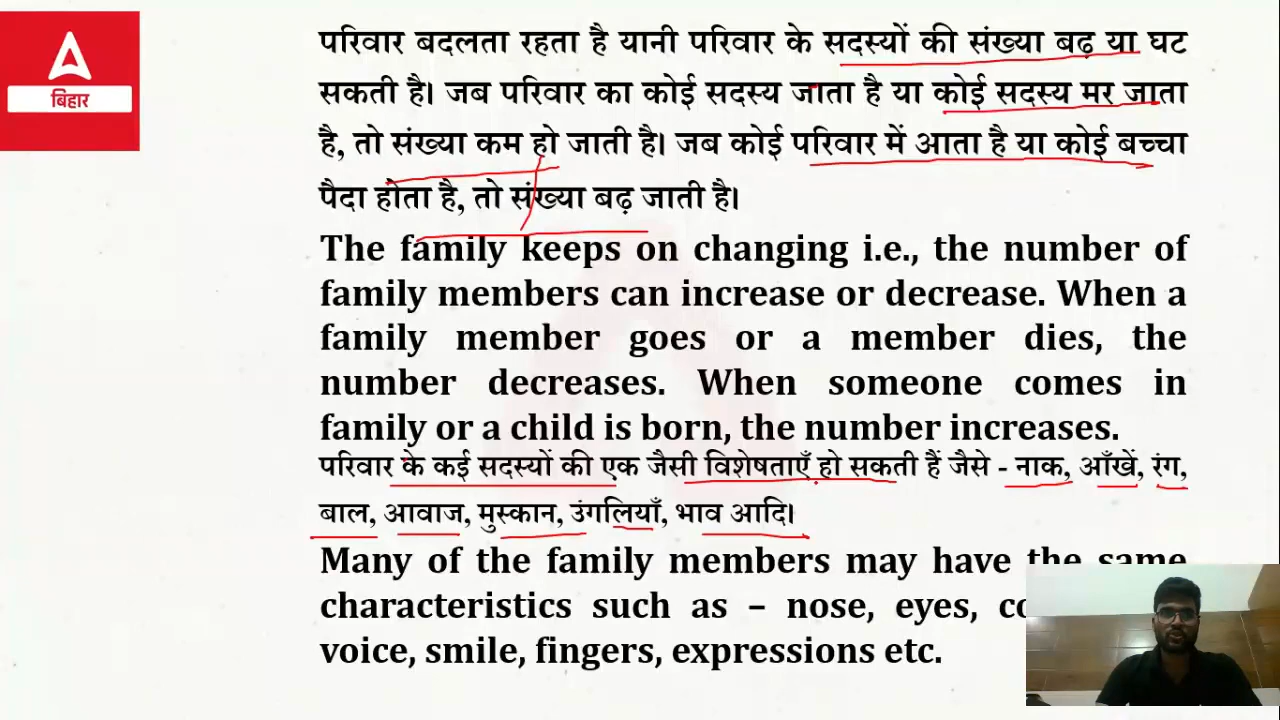 बिहार
परिवार बदलता रहता है यानी परिवार के सदस्यों की संख्या बढ़ या घट
सकती है। जब परिवार का कोई सदस्य जाता है या कोई सदस्य मर जाता
है, तो संख्या कम हो जाती है। जब कोई परिवार में आता है या कोई बच्चा
पैदा होता है, तो संख्या बढ़ जाती है।
The family keeps on changing i.e., the number of
family members can increase or decrease. When a
family member goes or a member dies, the
number decreases. When someone comes in
family or a child is born, the number increases.
परिवार के कई सदस्यों की एक जैसी विशेषताएँ हो सकती हैं जैसे - नाक, आँखें, रंग,
बाल, आवाज, मुस्कान, उंगलियाँ, भाव आदि।
Many of the family members may have the same
characteristics such as – nose, eyes,
voice, smile, fingers, expressions etc.